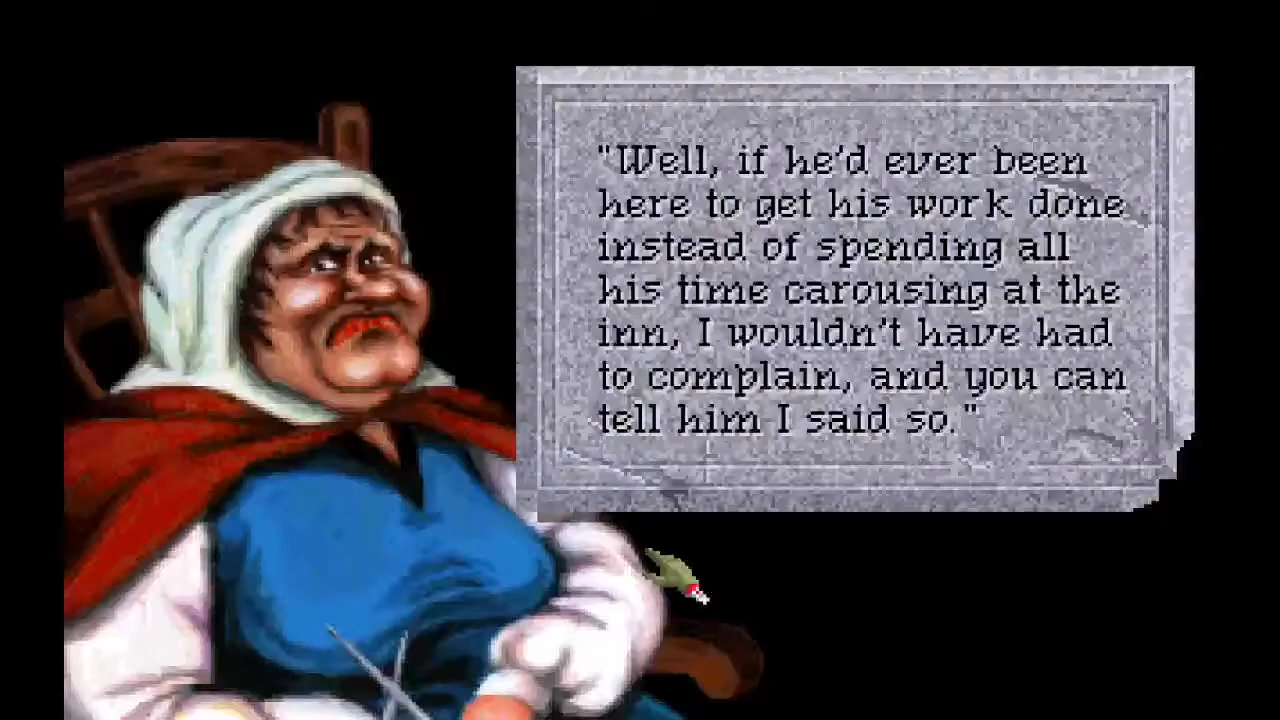 "Well, if he'd ever been
here to get his work done
instead of spending all
his time carousing at the
inn, I wouldn't have had
to complain, and you can
tell him I said so."